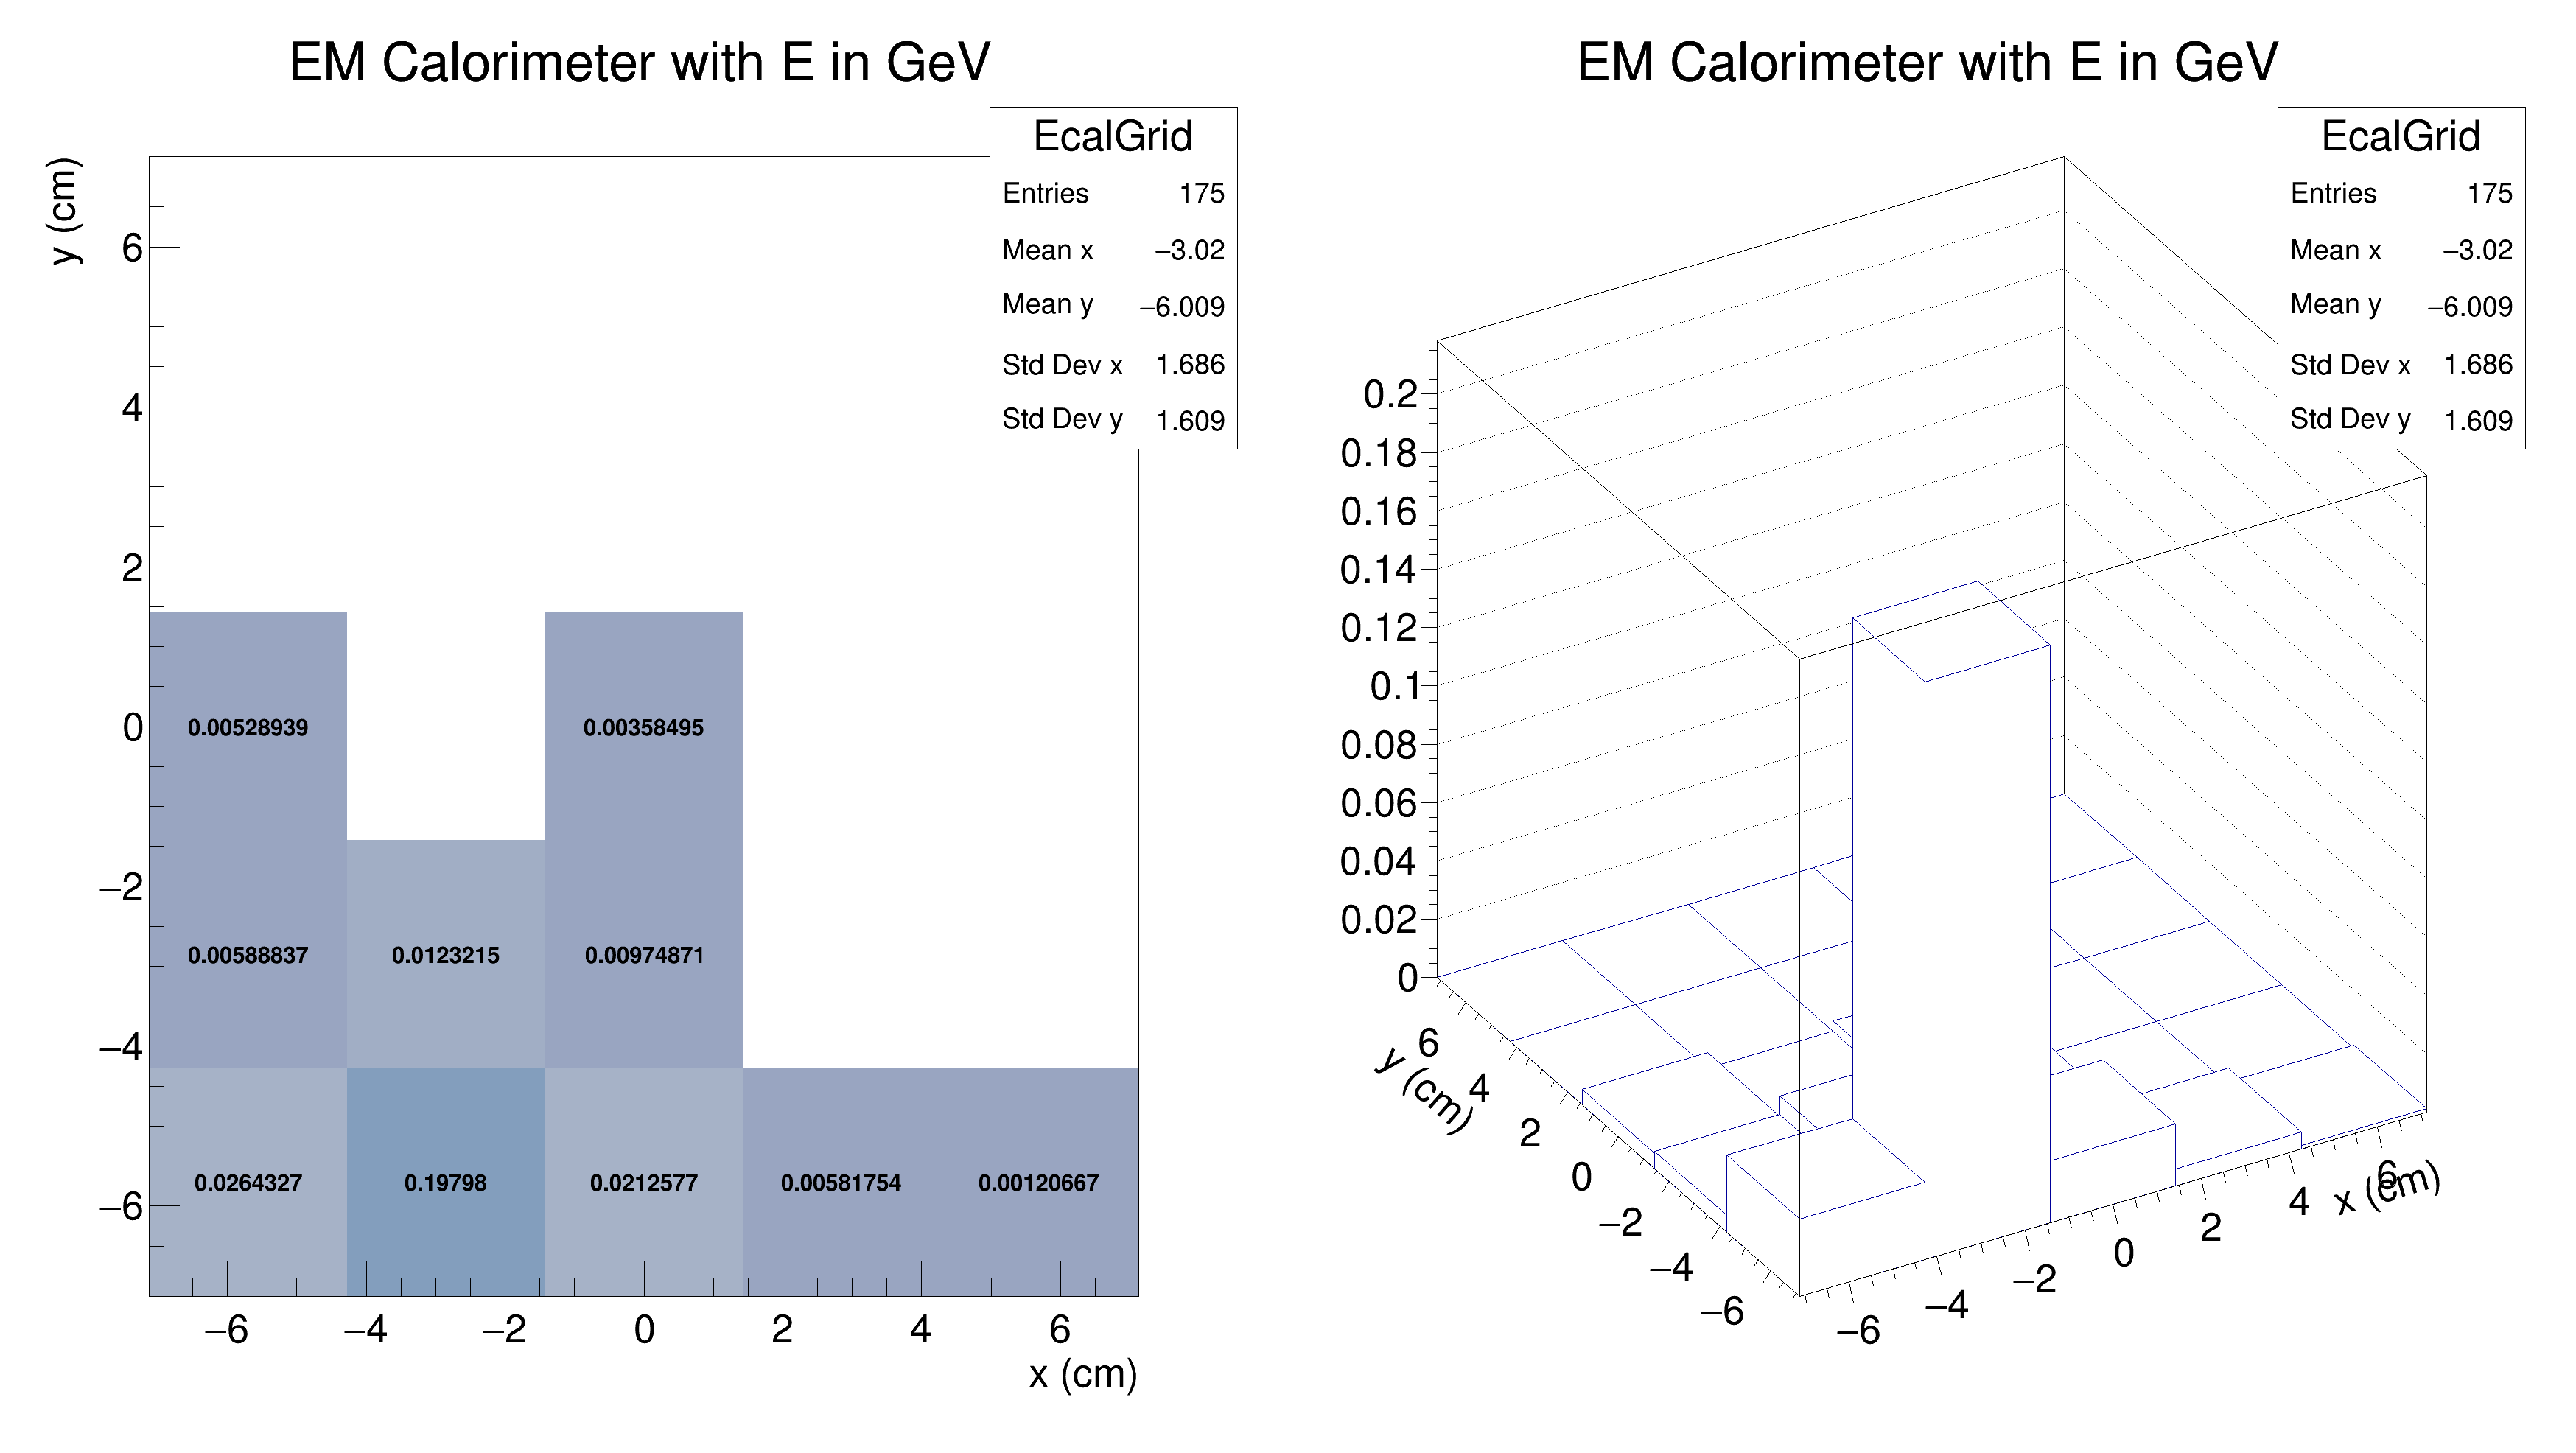 EM Calorimeter with E in GeV
EcalGrid
Entries 175
Mean x −3.02
Mean y −6.009
Std Dev x 1.686
Std Dev y 1.609
y (cm)
6
4
2
0
−2
−4
−6
0.00528939 0.00358495
0.00588837 0.0123215 0.00974871
0.0264327 0.19798 0.0212577 0.00581754 0.00120667
−6 −4 −2 0 2 4 6
x (cm)
EM Calorimeter with E in GeV
EcalGrid
Entries 175
Mean x −3.02
Mean y −6.009
Std Dev x 1.686
Std Dev y 1.609
0.2
0.18
0.16
0.14
0.12
0.1
0.08
0.06
0.04
0.02
0
y (cm)
6
4
2
0
−2
−4
−6
−6
−4
−2
0
2
4
6
x (cm)